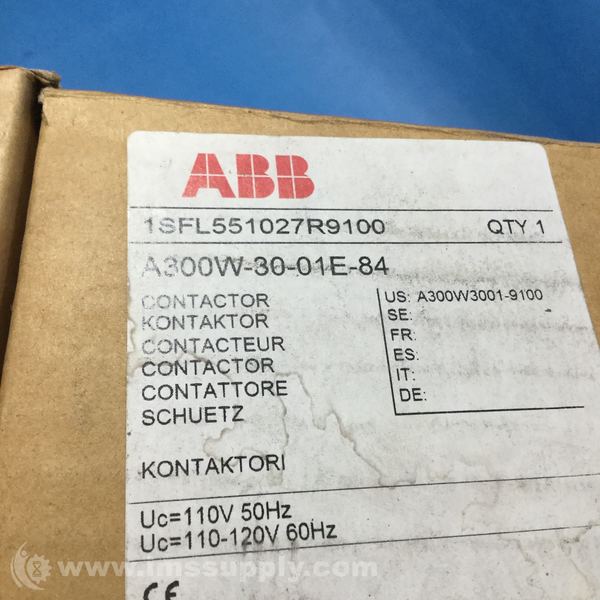 ABB
1SFL551027R9100 QTY 1
A300W-30-01E-84
CONTACTOR
KONTAKTOR
CONTACTEUR
CONTACTOR
CONTATTORE
SCHUETZ
KONTAKTORI
US: A300W3001-9100
SE:
FR:
ES:
IT:
DE:
Uc=110V 50Hz
Uc=110-120V 60Hz
CE
www.imssupply.com